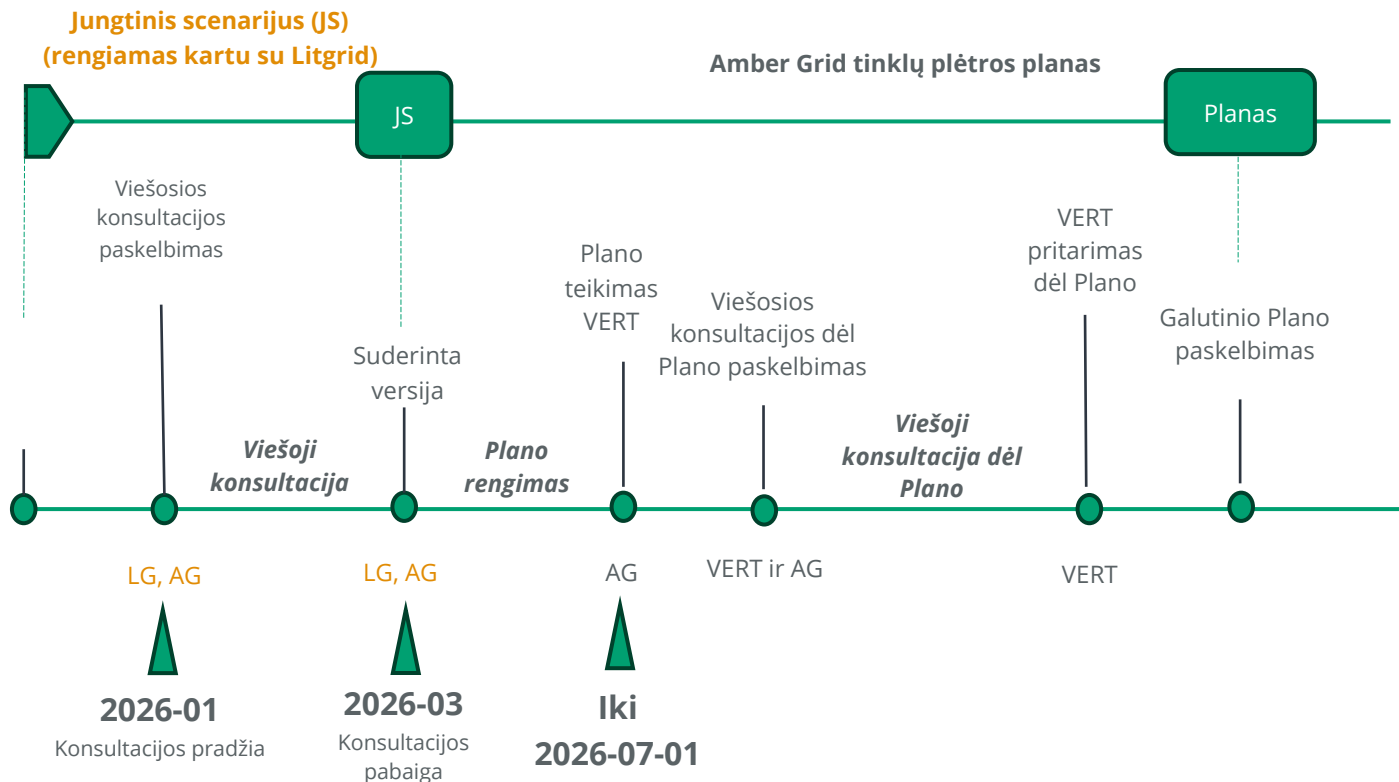 Jungtinis scenarijus (JS)
(rengiamas kartu su Litgrid)
Amber Grid tinklų plėtros planas
JS
Planas
Viešosios
konsultacijos
paskelbimas
Suderinta
versija
Plano
teikimas
VERT
Viešosios
konsultacijos dėl
Plano paskelbimas
VERT
pritarimas
dėl Plano
Galutinio Plano
paskelbimas
Viešoji
konsultacija
Plano
rengimas
Viešoji
konsultacija dėl
Plano
LG, AG
LG, AG
AG
VERT ir AG
VERT
2026-01
Konsultacijos pradžia
2026-03
Konsultacijos
pabaiga
Iki
2026-07-01